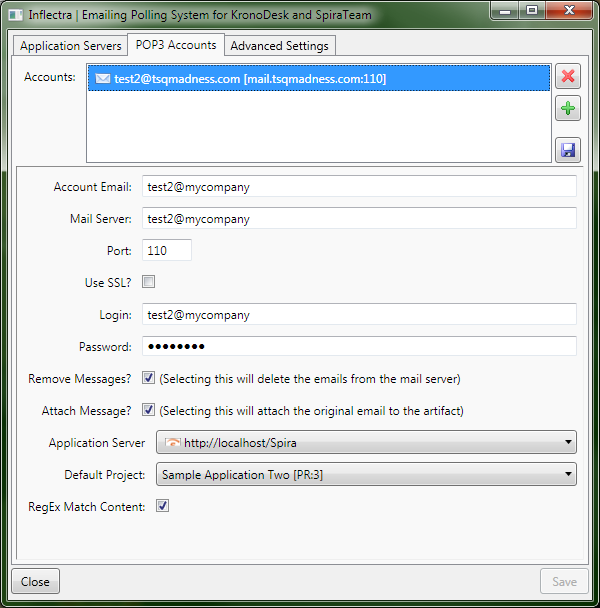 Inflectra | Emailing Polling System for KronoDesk and SpiraTeam
Application Servers POP3 Accounts Advanced Settings
Accounts: test2@tsqmadness.com [mail.tsqmadness.com:110]
Account Email: test2@mycompany
Mail Server: test2@mycompany
Port: 110
Use SSL?
Login: test2@mycompany
Password: ●●●●●●●●
Remove Messages? (Selecting this will delete the emails from the mail server)
Attach Message? (Selecting this will attach the original email to the artifact)
Application Server http://localhost/Spira
Default Project: Sample Application Two [PR:3]
RegEx Match Content:
Close Save